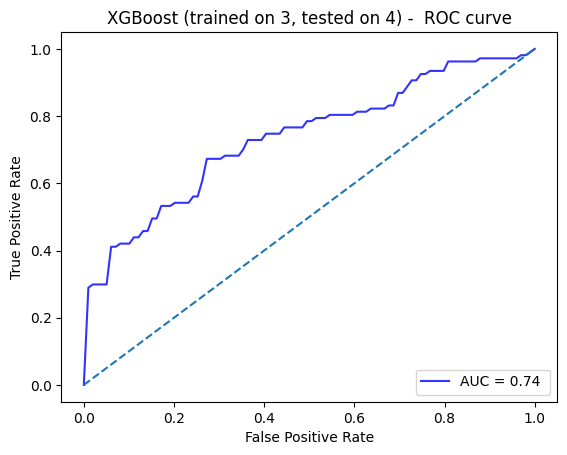 XGBoost (trained on 3, tested on 4) -  ROC curve
True Positive Rate
1.0
0.8
0.6
0.4
0.2
0.0
AUC = 0.74
0.0 0.2 0.4 0.6 0.8 1.0
False Positive Rate